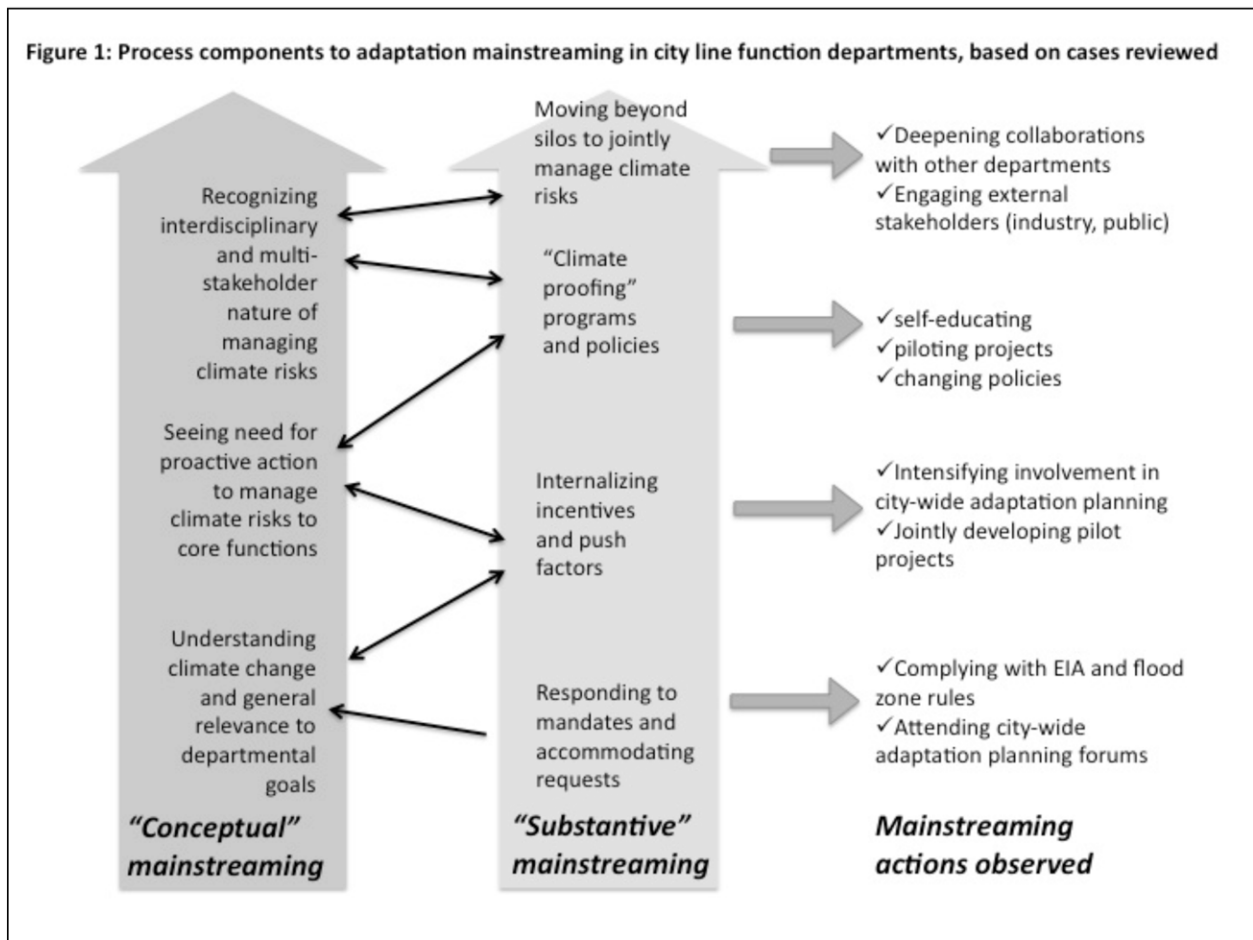 Figure 1: Process components to adaptation mainstreaming in city line function departments, based on cases reviewed
Recognizing
interdisciplinary
and multi-
stakeholder
nature of
managing
climate risks
Seeing need for
proactive action
to manage
climate risks to
core functions
Understanding
climate change
and general
relevance to
departmental
goals
"Conceptual"
mainstreaming
Moving beyond
silos to jointly
manage climate
risks
“Climate
proofing”
programs
and policies
Internalizing
incentives
and push
factors
Responding to
mandates and
accommodating
requests
"Substantive"
mainstreaming
✓Deepening collaborations
with other departments
✓Engaging external
stakeholders (industry, public)
✓self-educating
✓piloting projects
✓changing policies
✓Intensifying involvement in
city-wide adaptation planning
✓Jointly developing pilot
projects
✓Complying with EIA and flood
zone rules
✓Attending city-wide
adaptation planning forums
Mainstreaming
actions observed